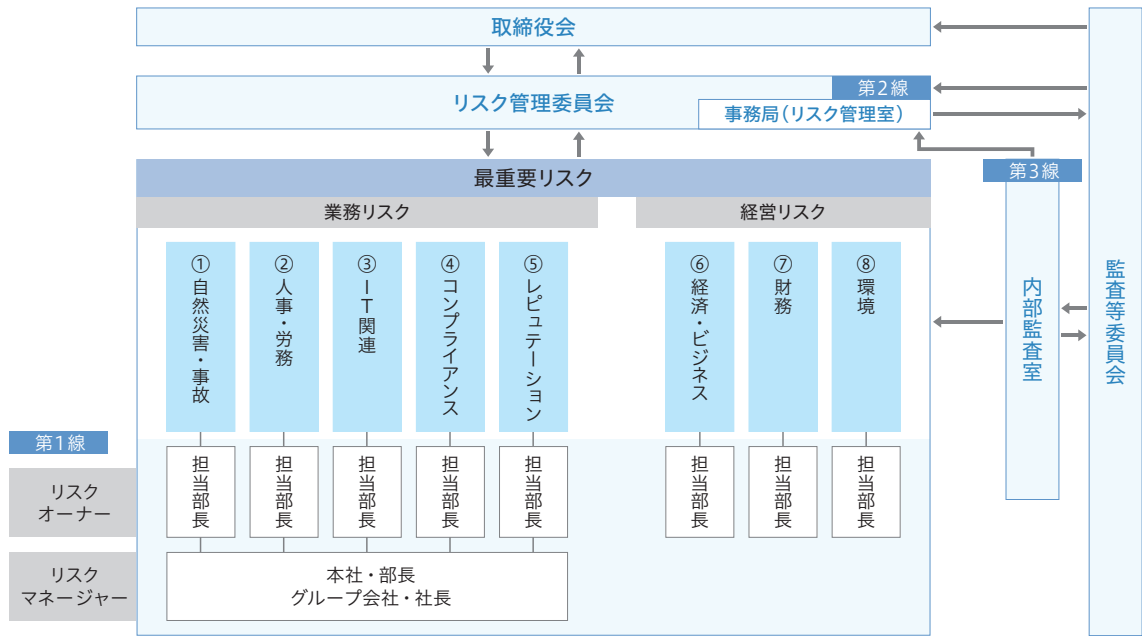 取締役会
リスク管理委員会
第2線
事務局（リスク管理室）
最重要リスク
業務リスク
経営リスク
①自然災害・事故
②人事・労務
③IT関連
④コンプライアンス
⑤レピュテーション
⑥経済・ビジネス
⑦財務
⑧環境
第3線
内部監査室
監査等委員会
第1線
リスク
オーナー
担当部長
担当部長
担当部長
担当部長
担当部長
担当部長
担当部長
担当部長
リスク
マネージャー
本社・部長
グループ会社・社長